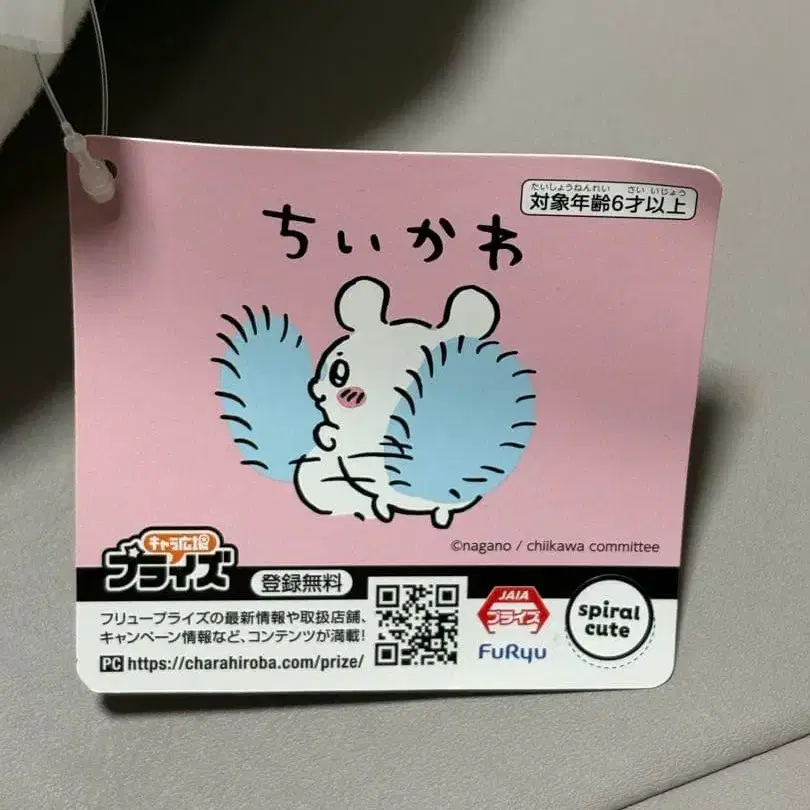 たいしょうねんれい さい いじょう
対象年齢6才以上
ちいかわ
©nagano / chiikawa committee
キャラ広場
プライズ
登録無料
フリュープライズの最新情報や取扱店舗、
キャンペーン情報など、コンテンツが満載!
PC https://charahiroba.com/prize/
JAIA
プライズ
FuRyu
spiral
cute